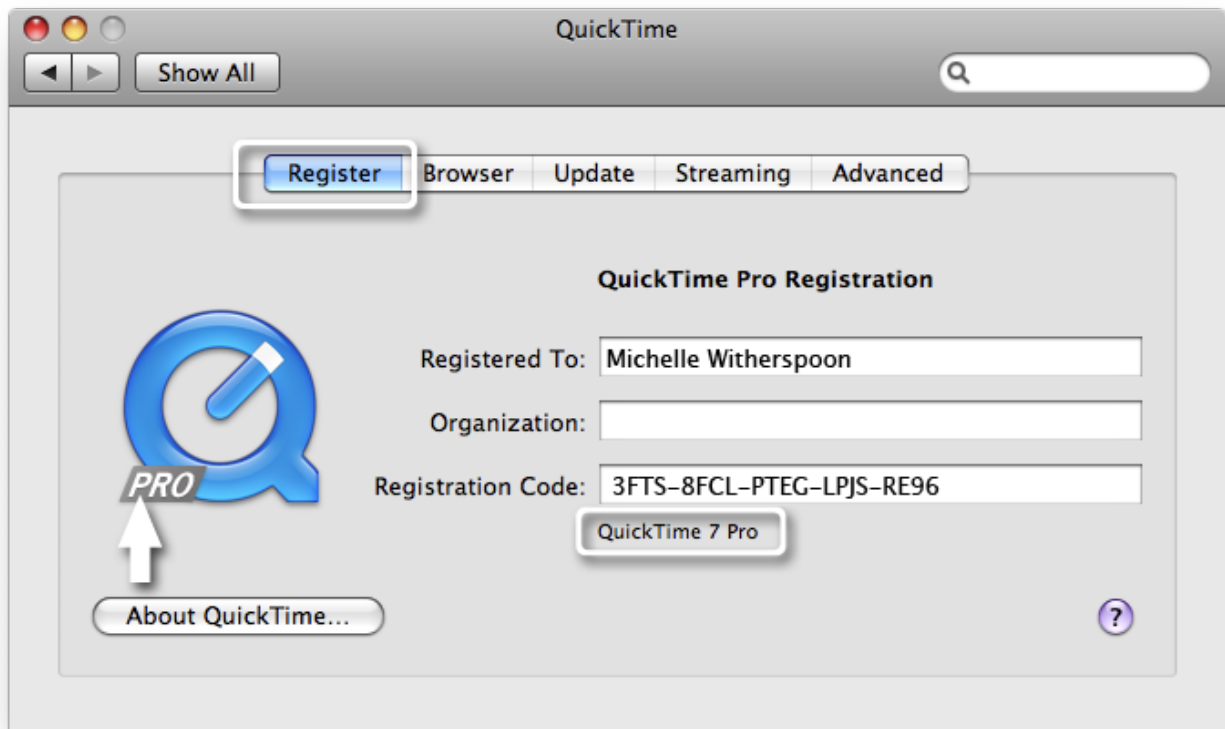 QuickTime
Show All
Register Browser Update Streaming Advanced
QuickTime Pro Registration
Registered To: Michelle Witherspoon
Organization:
Registration Code: 3FTS-8FCL-PTEG-LPJS-RE96
PRO
QuickTime 7 Pro
About QuickTime...
?